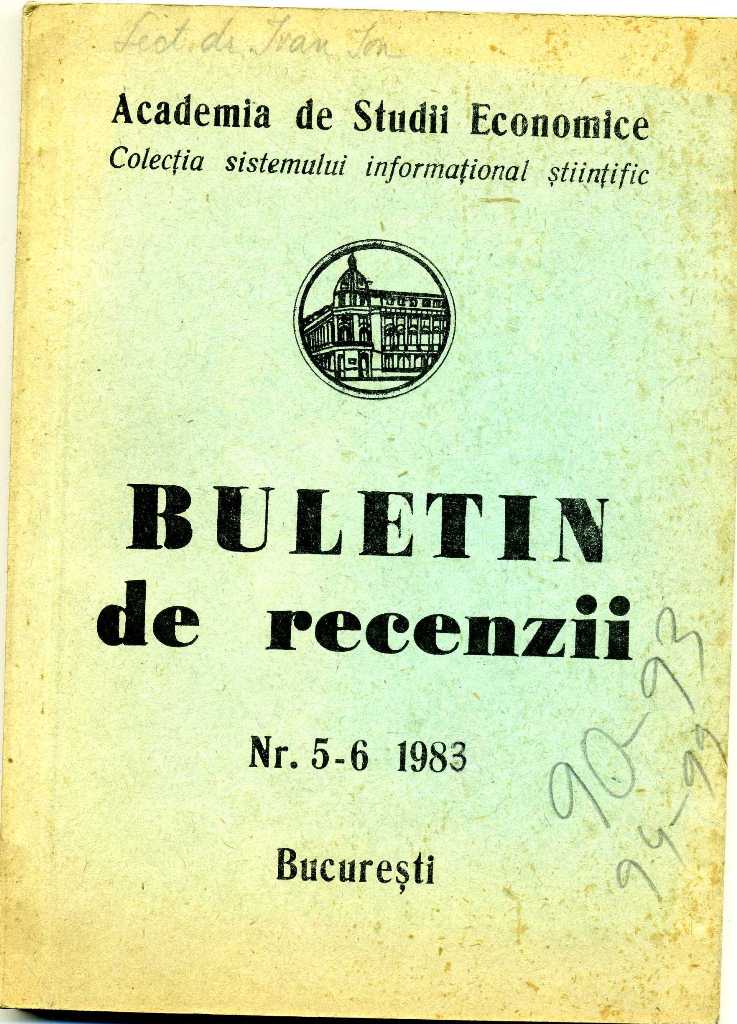 Lect. dr. Ivan Ion
Academia de Studii Economice
Colecția sistemului informațional științific
BULETIN
de recenzii
Nr. 5-6 1983
București
90-93
94-99